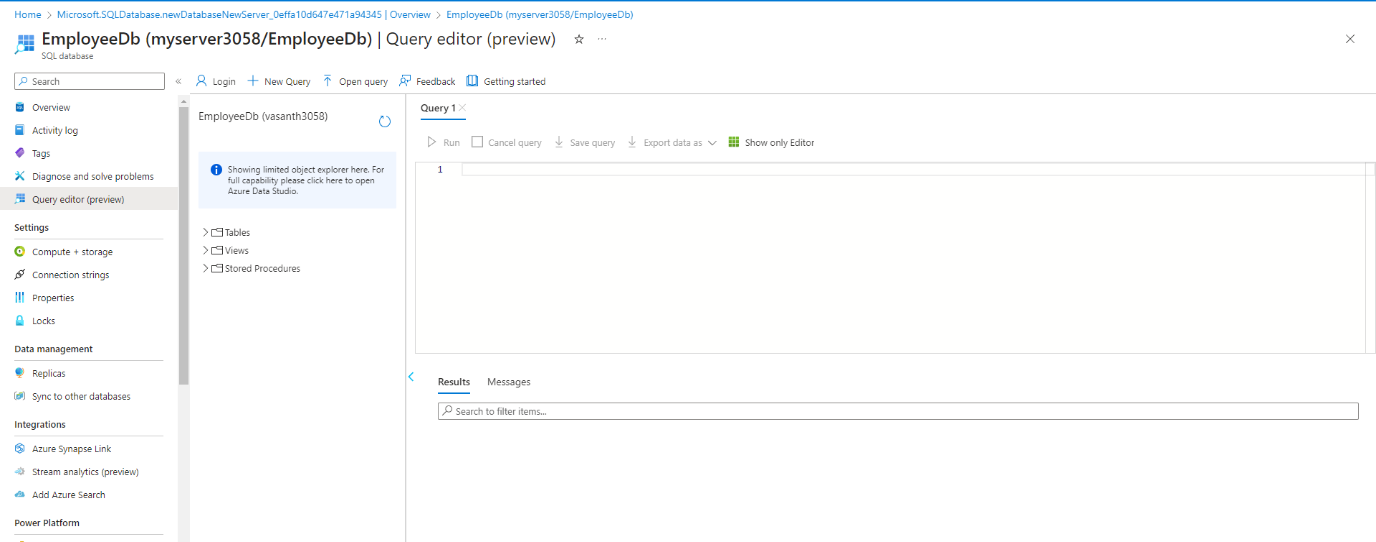 Home > Microsoft.SQLDatabase.newDatabaseNewServer_0effa10d647e471a94345 | Overview > EmployeeDb (myserver3058/EmployeeDb)
EmployeeDb (myserver3058/EmployeeDb) | Query editor (preview)
SQL database
Search
Overview
Activity log
Tags
Diagnose and solve problems
Query editor (preview)
Settings
Compute + storage
Connection strings
Properties
Locks
Data management
Replicas
Sync to other databases
Integrations
Azure Synapse Link
Stream analytics (preview)
Add Azure Search
Power Platform
Login
New Query
Open query
Feedback
Getting started
EmployeeDb (vasanth3058)
Showing limited object explorer here. For
full capability please click here to open
Azure Data Studio.
Tables
Views
Stored Procedures
Query 1
Run
Cancel query
Save query
Export data as
Show only Editor
1
Results
Messages
Search to filter items...